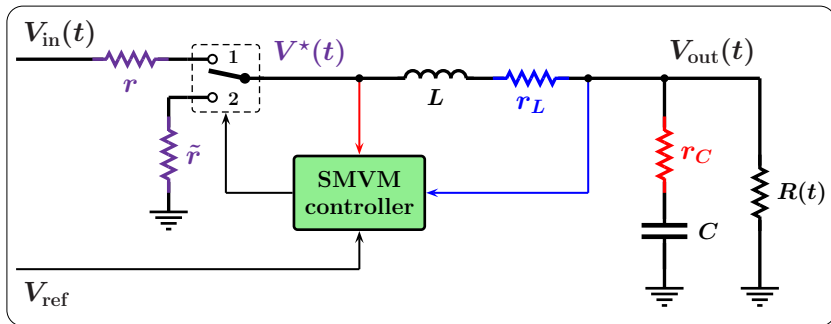 V_in(t)
r
1
2
V*(t)
L
r_L
V_out(t)
r̃
r_C
SMVM
controller
R(t)
C
V_ref